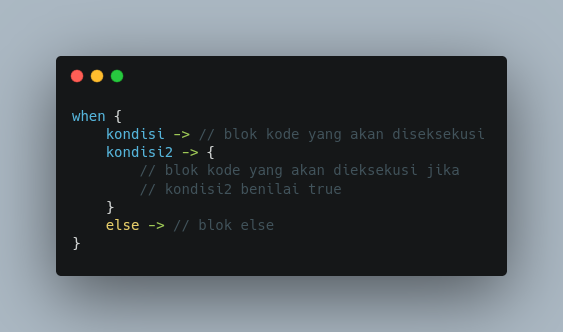 when {
    kondisi -> // blok kode yang akan diseksekusi
    kondisi2 -> {
        // blok kode yang akan dieksekusi jika
        // kondisi2 benilai true
    }
    else -> // blok else
}